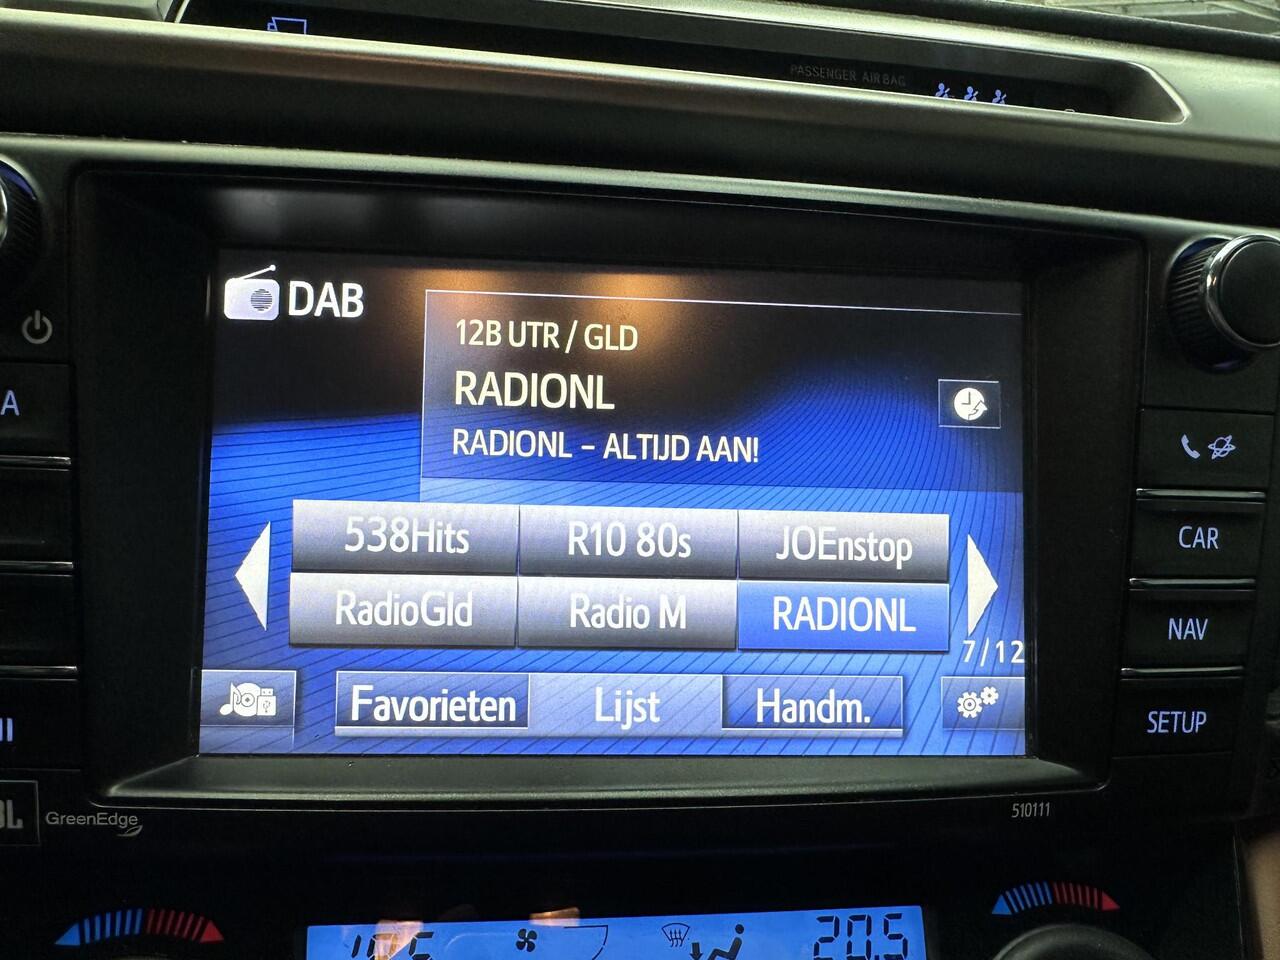 PASSENGER AIR BAG
DAB
12B UTR / GLD
RADIONL
RADIONL - ALTIJD AAN!
538Hits
R10 80s
JOEnstop
RadioGld
Radio M
RADIONL
7/12
Favorieten
Lijst
Handm.
CAR
NAV
SETUP
GreenEdge
510111
20.5